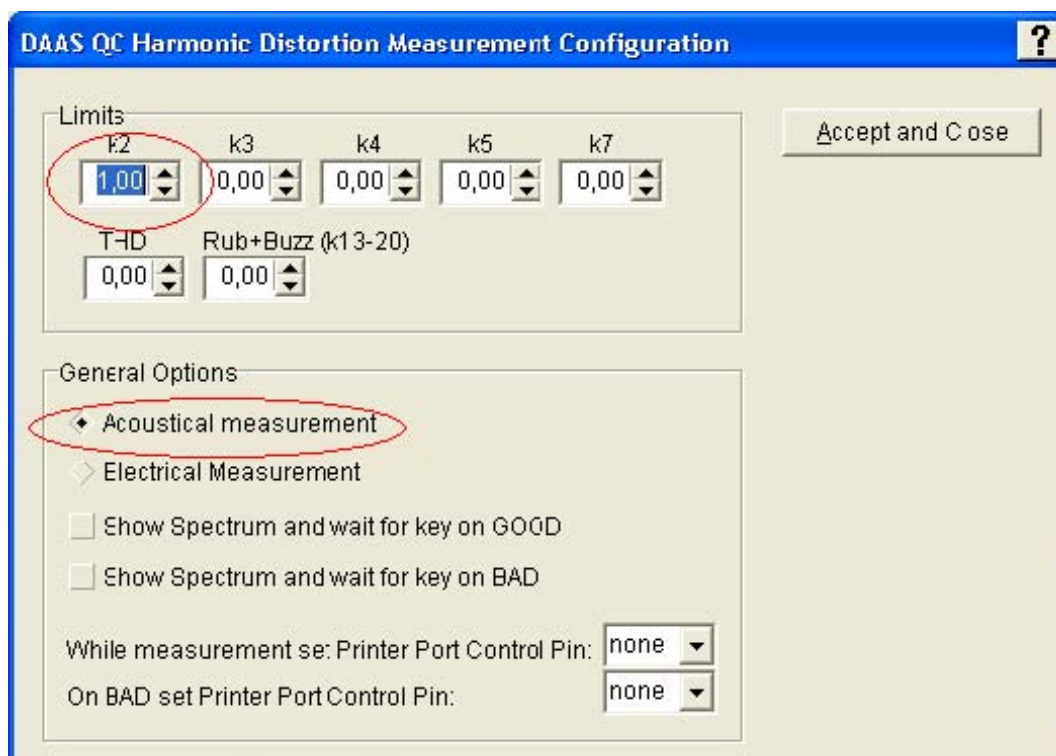 DAAS QC Harmonic Distortion Measurement Configuration
?
Limits
k2 k3 k4 k5 k7
1,00 0,00 0,00 0,00 0,00
THD Rub+Buzz (k13-20)
0,00 0,00
Accept and Close
General Options
Acoustical measurement
Electrical Measurement
Show Spectrum and wait for key on GOOD
Show Spectrum and wait for key on BAD
While measurement set Printer Port Control Pin: none
On BAD set Printer Port Control Pin: none